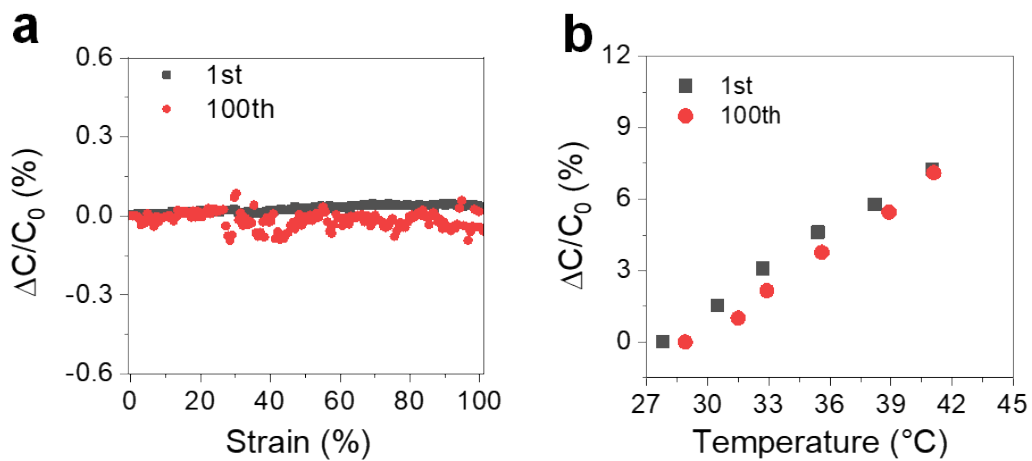 a
0.6
0.3
0.0
-0.3
-0.6
ΔC/C₀ (%)
1st
100th
0 20 40 60 80 100
Strain (%)
b
12
9
6
3
0
ΔC/C₀ (%)
1st
100th
27 30 33 36 39 42 45
Temperature (°C)